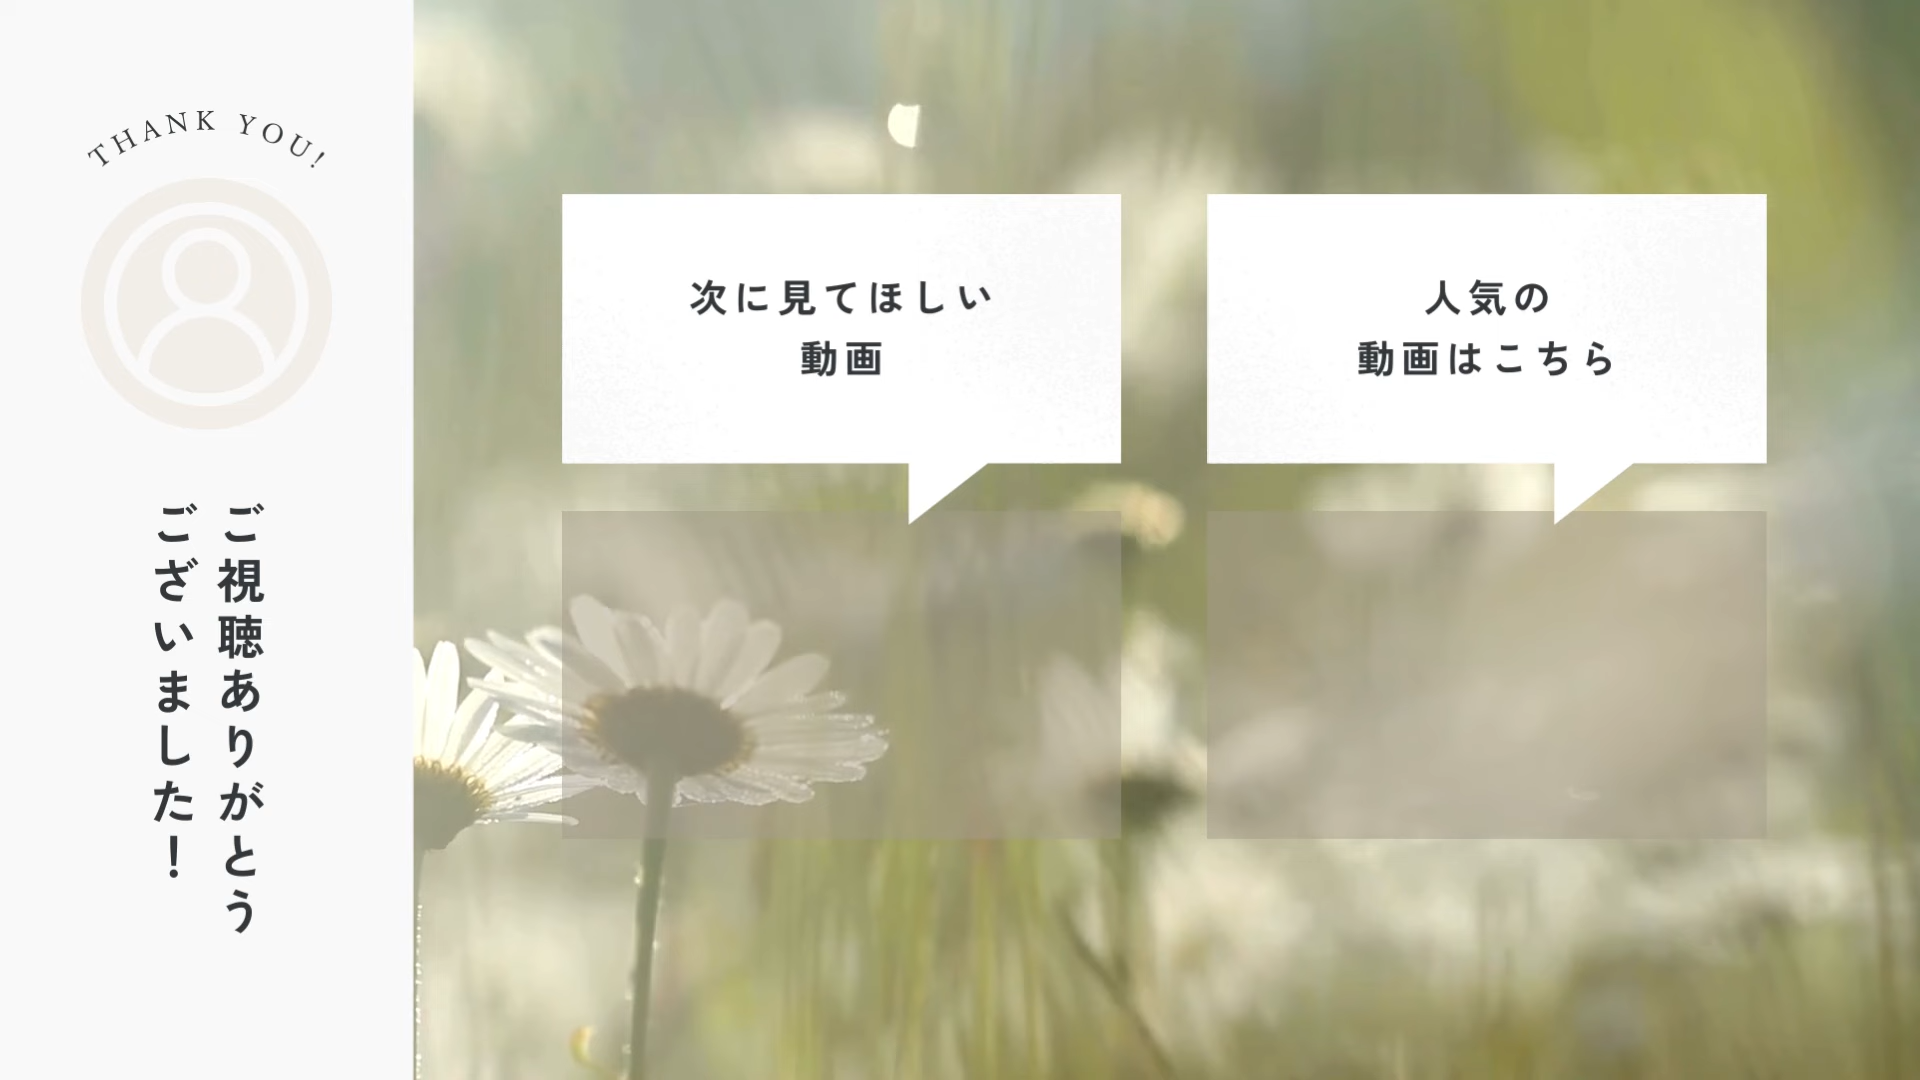 THANK YOU!
ご視聴ありがとう
ございました！
次に見てほしい
動画
人気の
動画はこちら